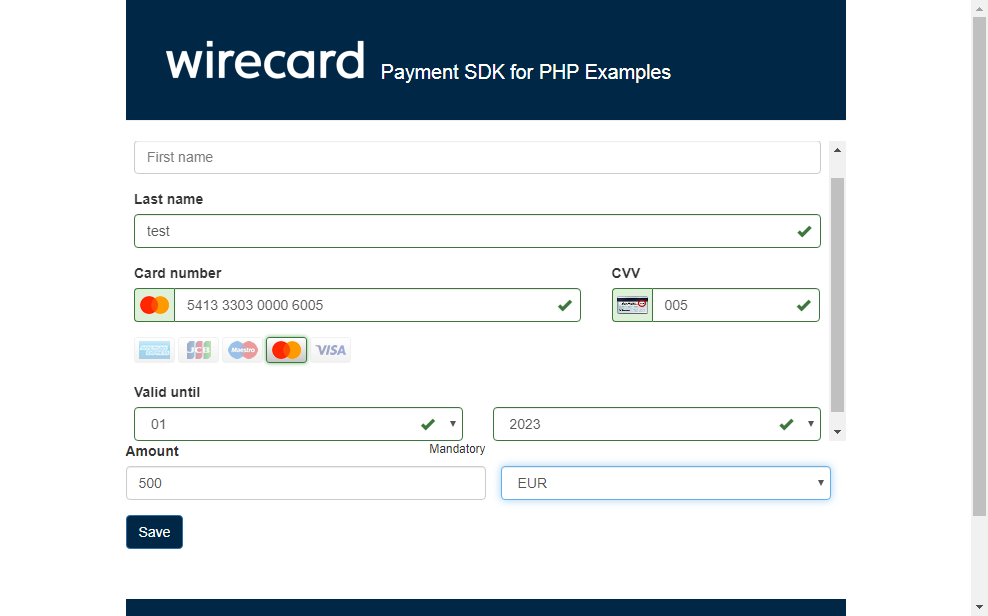 wirecard Payment SDK for PHP Examples
First name
Last name
test
Card number CVV
5413 3303 0000 6005 005
JCB Maestro VISA
Valid until
01 2023
Amount Mandatory
500 EUR
Save